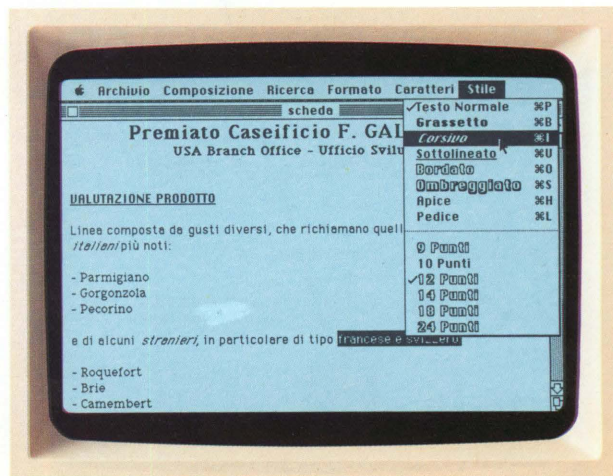 Archivio Composizione Ricerca Formato Caratteri Stile
scheda
Premiato Caseificio F. GAL
USA Branch Office - Ufficio Svilu
VALUTAZIONE PRODOTTO
Linea composta da gusti diversi, che richiamano quell
italiani più noti:
- Parmigiano
- Gorgonzola
- Pecorino
e di alcuni stranieri, in particolare di tipo francese e svizzero
- Roquefort
- Brie
- Camembert
✓Testo Normale ⌘P
Grassetto ⌘B
Corsivo ⌘I
Sottolineato ⌘U
Bordato ⌘O
Ombreggiato ⌘S
Apice ⌘H
Pedice ⌘L
9 Punti
10 Punti
✓12 Punti
14 Punti
18 Punti
24 Punti